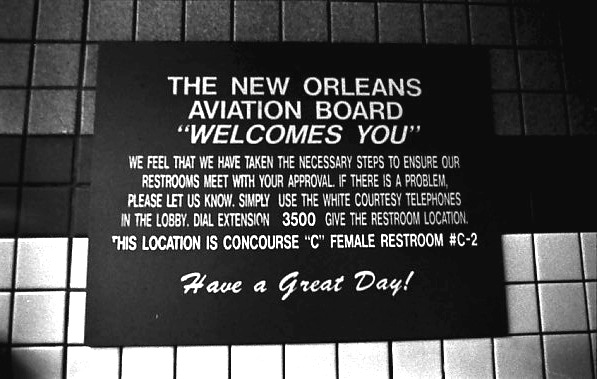 THE NEW ORLEANS
AVIATION BOARD
“WELCOMES YOU”
WE FEEL THAT WE HAVE TAKEN THE NECESSARY STEPS TO ENSURE OUR
RESTROOMS MEET WITH YOUR APPROVAL. IF THERE IS A PROBLEM,
PLEASE LET US KNOW. SIMPLY USE THE WHITE COURTESY TELEPHONES
IN THE LOBBY. DIAL EXTENSION 3500 GIVE THE RESTROOM LOCATION.
THIS LOCATION IS CONCOURSE “C” FEMALE RESTROOM #C-2
Have a Great Day!